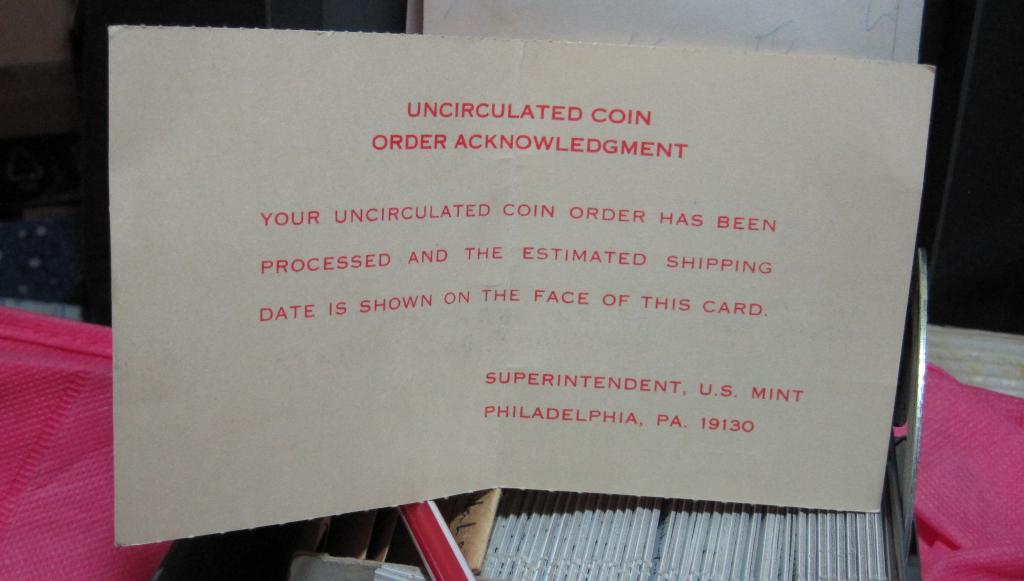 UNCIRCULATED COIN
ORDER ACKNOWLEDGMENT
YOUR UNCIRCULATED COIN ORDER HAS BEEN
PROCESSED AND THE ESTIMATED SHIPPING
DATE IS SHOWN ON THE FACE OF THIS CARD.
SUPERINTENDENT, U.S. MINT
PHILADELPHIA, PA. 19130